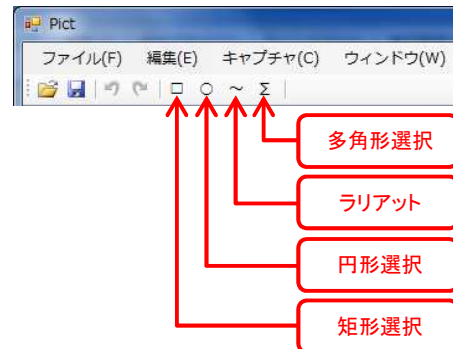 Pict
ファイル(F) 編集(E) キャプチャ(C) ウィンドウ(W)
□ ○ ～ Σ
多角形選択
ラリアット
円形選択
矩形選択